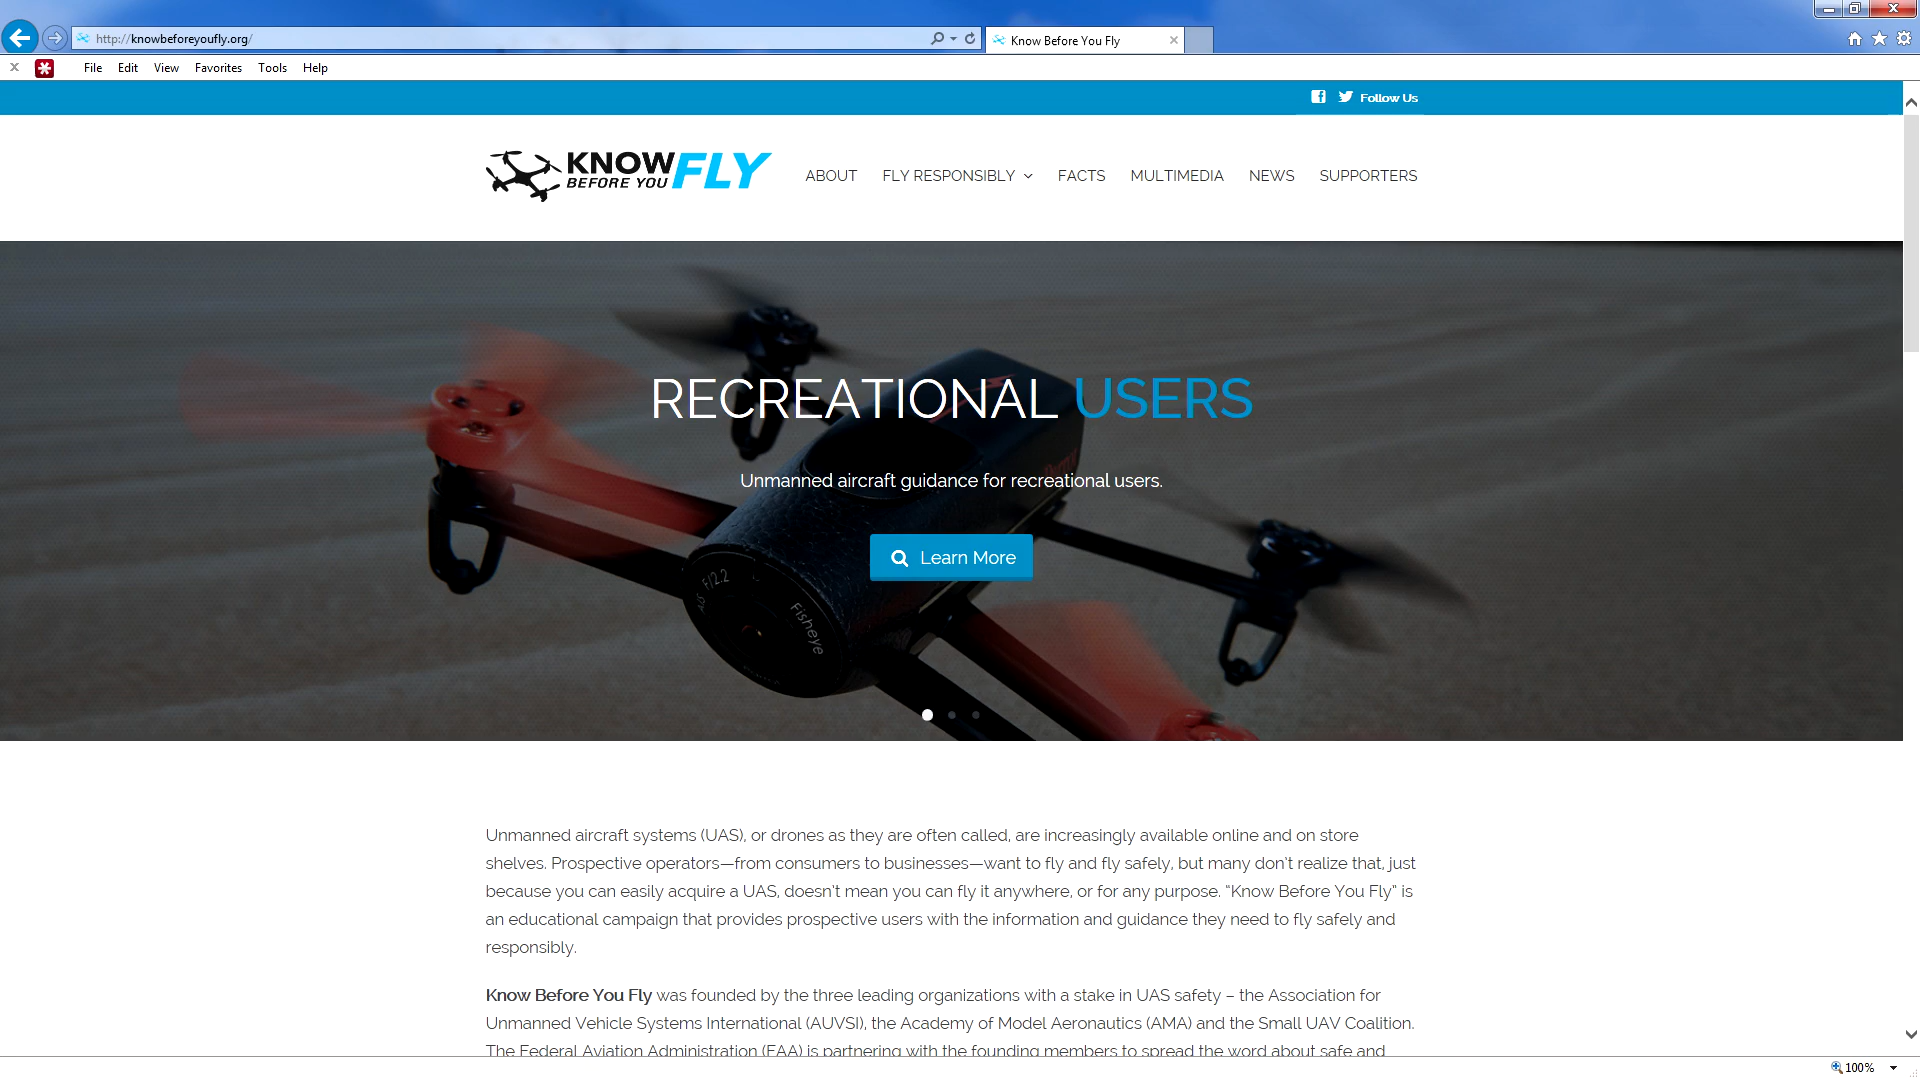 http://knowbeforeyoufly.org/
Know Before You Fly
File Edit View Favorites Tools Help
Follow Us
KNOW BEFORE YOU FLY
ABOUT FLY RESPONSIBLY FACTS MULTIMEDIA NEWS SUPPORTERS
RECREATIONAL USERS
Unmanned aircraft guidance for recreational users.
Learn More
F/2.2
Fisheye
Unmanned aircraft systems (UAS), or drones as they are often called, are increasingly available online and on store
shelves. Prospective operators—from consumers to businesses—want to fly and fly safely, but many don’t realize that, just
because you can easily acquire a UAS, doesn’t mean you can fly it anywhere, or for any purpose. “Know Before You Fly” is
an educational campaign that provides prospective users with the information and guidance they need to fly safely and
responsibly.
Know Before You Fly was founded by the three leading organizations with a stake in UAS safety – the Association for
Unmanned Vehicle Systems International (AUVSI), the Academy of Model Aeronautics (AMA) and the Small UAV Coalition.
The Federal Aviation Administration (FAA) is partnering with the founding members to spread the word about safe and
100%